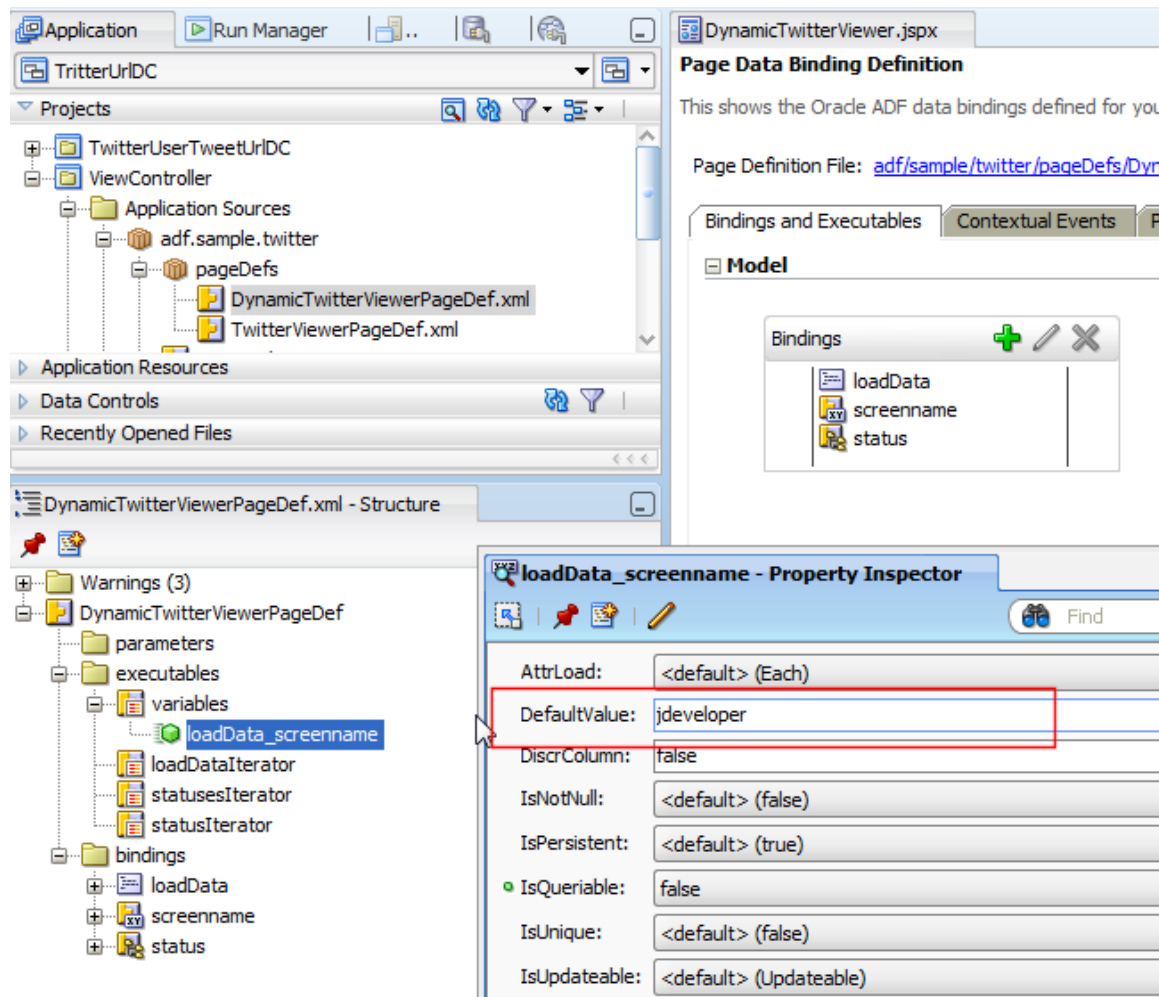 Application
Run Manager
..
TritterUrlDC
Projects
TwitterUserTweetUrlDC
ViewController
Application Sources
adf.sample.twitter
pageDefs
DynamicTwitterViewerPageDef.xml
TwitterViewerPageDef.xml
Application Resources
Data Controls
Recently Opened Files
DynamicTwitterViewer.jspx
Page Data Binding Definition
This shows the Oracle ADF data bindings defined for you
Page Definition File: adf/sample/twitter/pageDefs/Dyn
Bindings and Executables Contextual Events P
Model
Bindings
loadData
screenname
status
DynamicTwitterViewerPageDef.xml - Structure
Warnings (3)
DynamicTwitterViewerPageDef
parameters
executables
variables
loadData_screenname
loadDataIterator
statusesIterator
statusIterator
bindings
loadData
screenname
status
loadData_screenname - Property Inspector
Find
AttrLoad: <default> (Each)
DefaultValue: jdeveloper
DiscrColumn: false
IsNotNull: <default> (false)
IsPersistent: <default> (true)
IsQueriable: false
IsUnique: <default> (false)
IsUpdateable: <default> (Updateable)